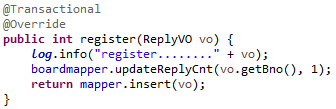 @Transactional
@Override
public int register(ReplyVO vo) {
    log.info("register........" + vo);
    boardmapper.updateReplyCnt(vo.getBno(), 1);
    return mapper.insert(vo);
}